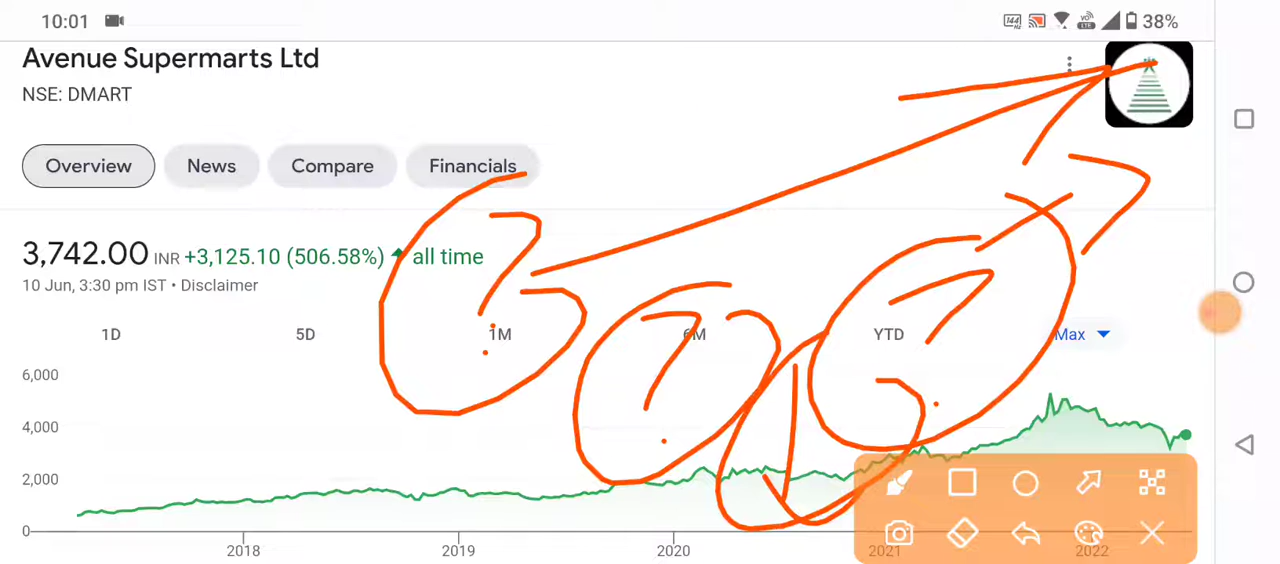 10:01 38%
Avenue Supermarts Ltd
NSE: DMART
Overview News Compare Financials
3,742.00 INR +3,125.10 (506.58%) all time
10 Jun, 3:30 pm IST • Disclaimer
1D 5D 1M 6M YTD Max
6,000
4,000
2,000
0
2018 2019 2020 2021 2022